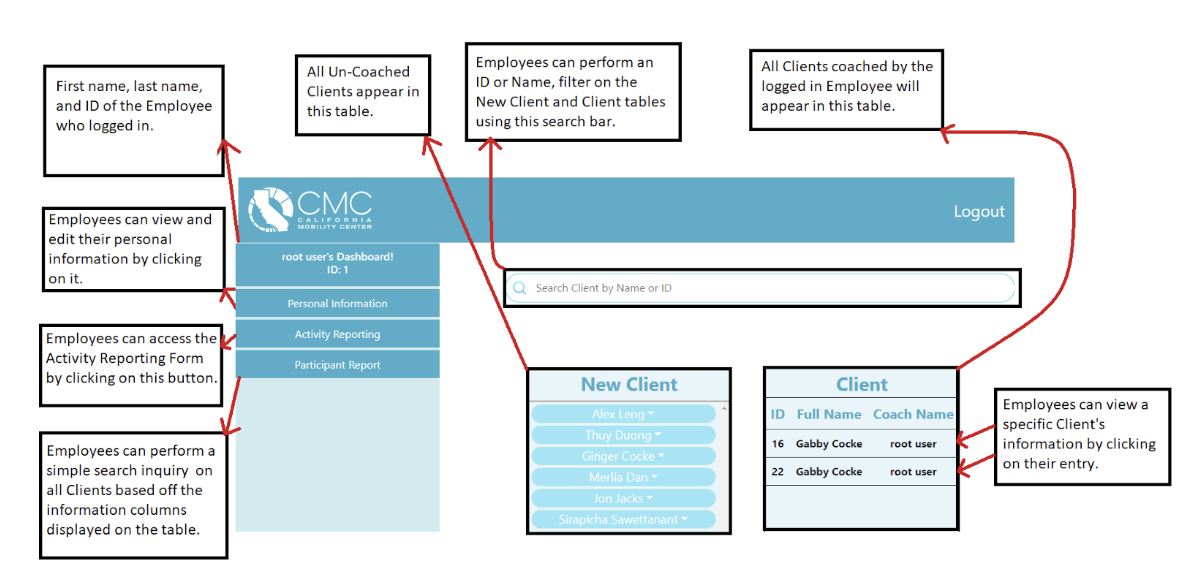 First name, last name,
and ID of the Employee
who logged in.
All Un-Coached
Clients appear in
this table.
Employees can perform an
ID or Name, filter on the
New Client and Client tables
using this search bar.
All Clients coached by the
logged in Employee will
appear in this table.
CMC
CALIFORNIA
MOBILITY CENTER
Logout
Employees can view and
edit their personal
information by clicking
on it.
root user's Dashboard!
ID: 1
Personal Information
Activity Reporting
Participant Report
Search Client by Name or ID
Employees can access the
Activity Reporting Form
by clicking on this button.
Employees can perform a
simple search inquiry on
all Clients based off the
information columns
displayed on the table.
New Client
Alex Leng
Thuy Duong
Ginger Cocke
Merlia Dan
Jon Jacks
Sirapicha Sawettanant
Client
ID Full Name Coach Name
16 Gabby Cocke root user
22 Gabby Cocke root user
Employees can view a
specific Client's
information by clicking
on their entry.